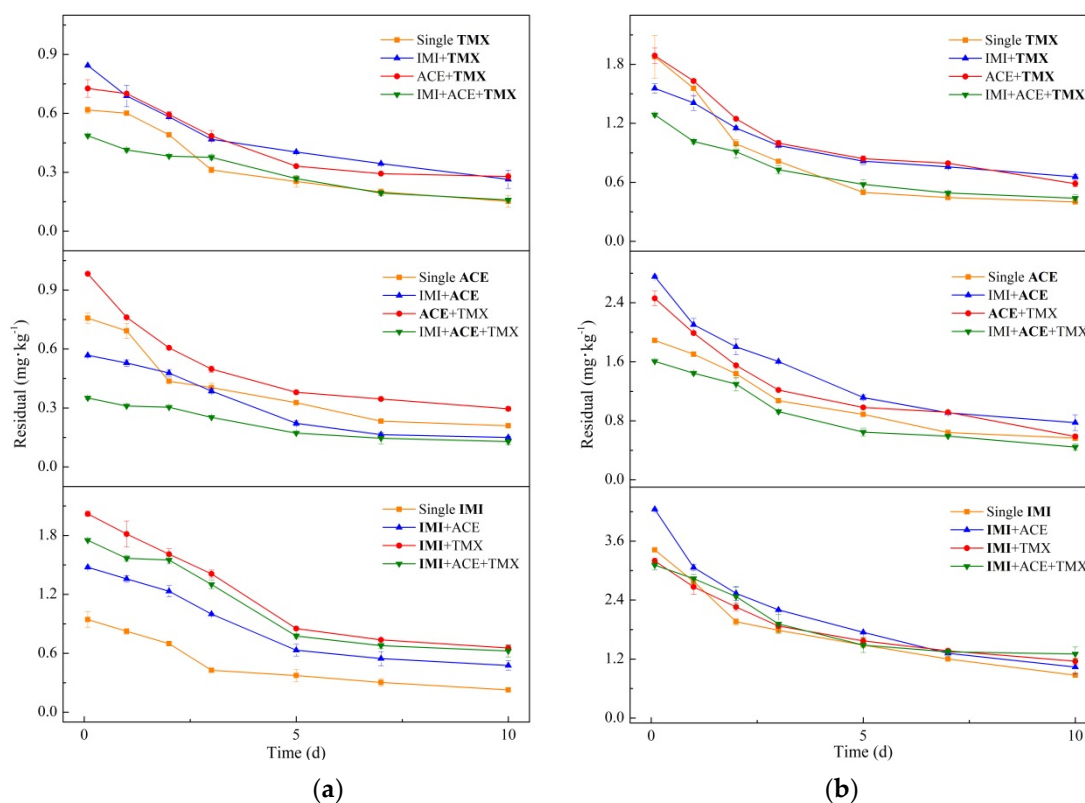 Residual (mg·kg⁻¹)
0.9
0.6
0.3
0.0
Single TMX
IMI+TMX
ACE+TMX
IMI+ACE+TMX
0.9
0.6
0.3
0.0
Single ACE
IMI+ACE
ACE+TMX
IMI+ACE+TMX
1.8
1.2
0.6
0.0
Single IMI
IMI+ACE
IMI+TMX
IMI+ACE+TMX
0 5 10
Time (d)
(a)
Residual (mg·kg⁻¹)
1.8
1.2
0.6
0.0
Single TMX
IMI+TMX
ACE+TMX
IMI+ACE+TMX
2.4
1.6
0.8
0.0
Single ACE
IMI+ACE
ACE+TMX
IMI+ACE+TMX
3.6
2.4
1.2
0.0
Single IMI
IMI+ACE
IMI+TMX
IMI+ACE+TMX
0 5 10
Time (d)
(b)